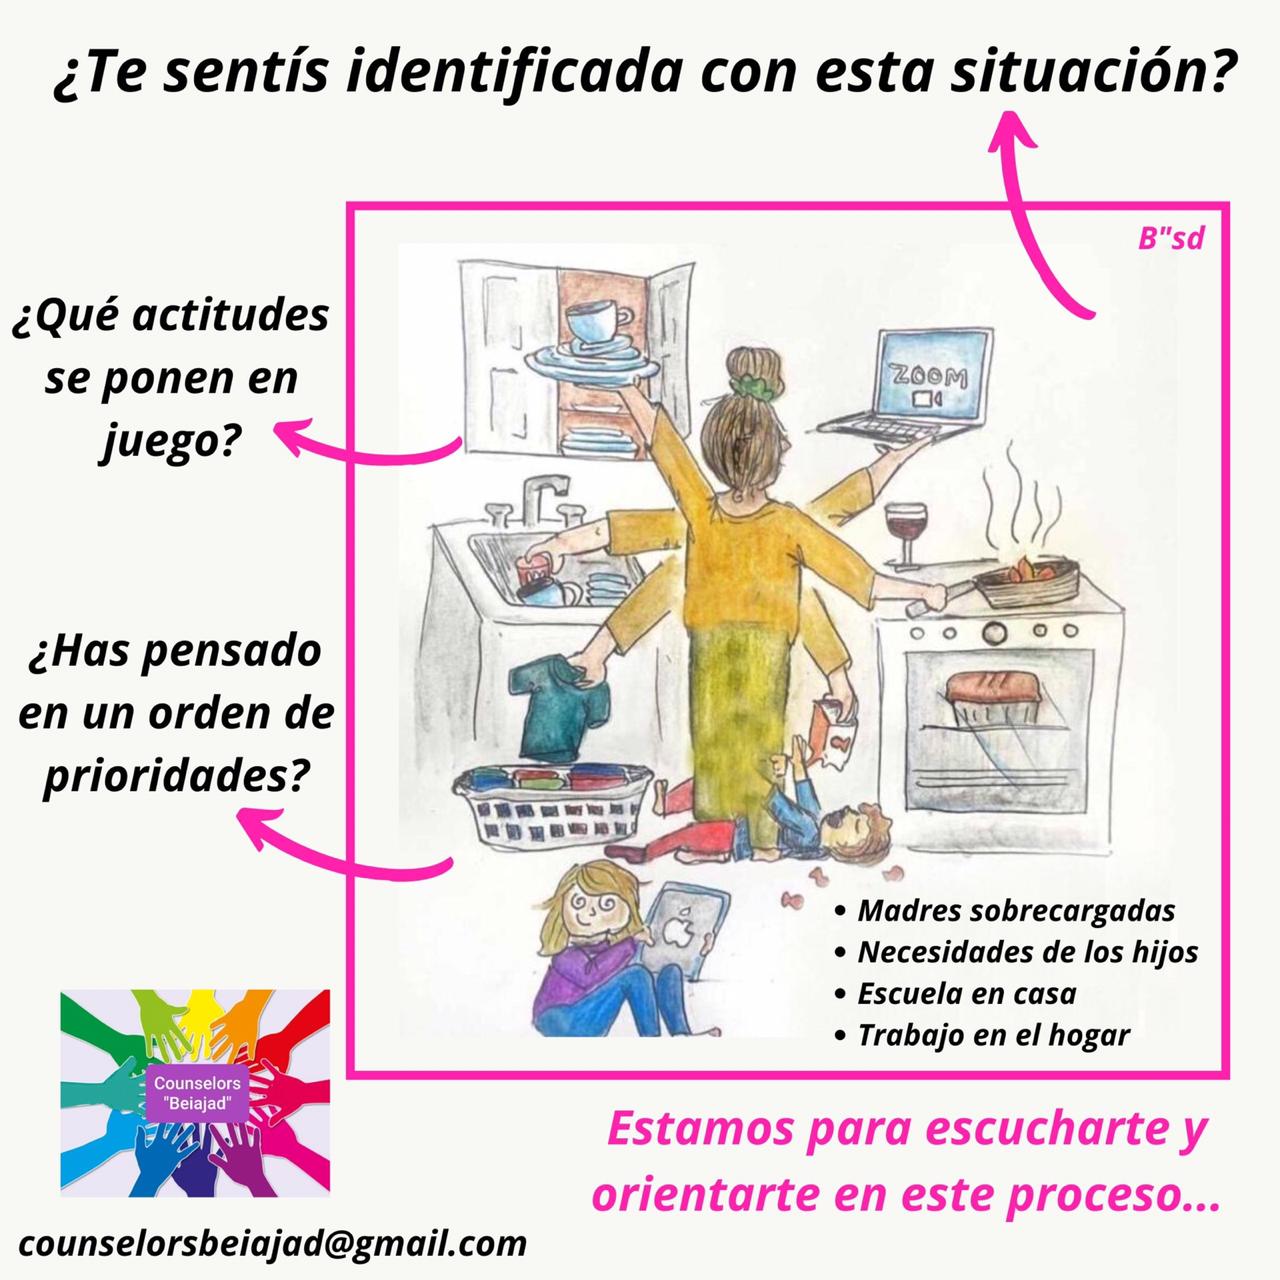 ¿Te sentís identificada con esta situación?
B"sd
¿Qué actitudes
se ponen en
juego?
ZOOM
¿Has pensado
en un orden de
prioridades?
• Madres sobrecargadas
• Necesidades de los hijos
• Escuela en casa
• Trabajo en el hogar
Counselors
"Beiajad"
Estamos para escucharte y
orientarte en este proceso...
counselorsbeiajad@gmail.com